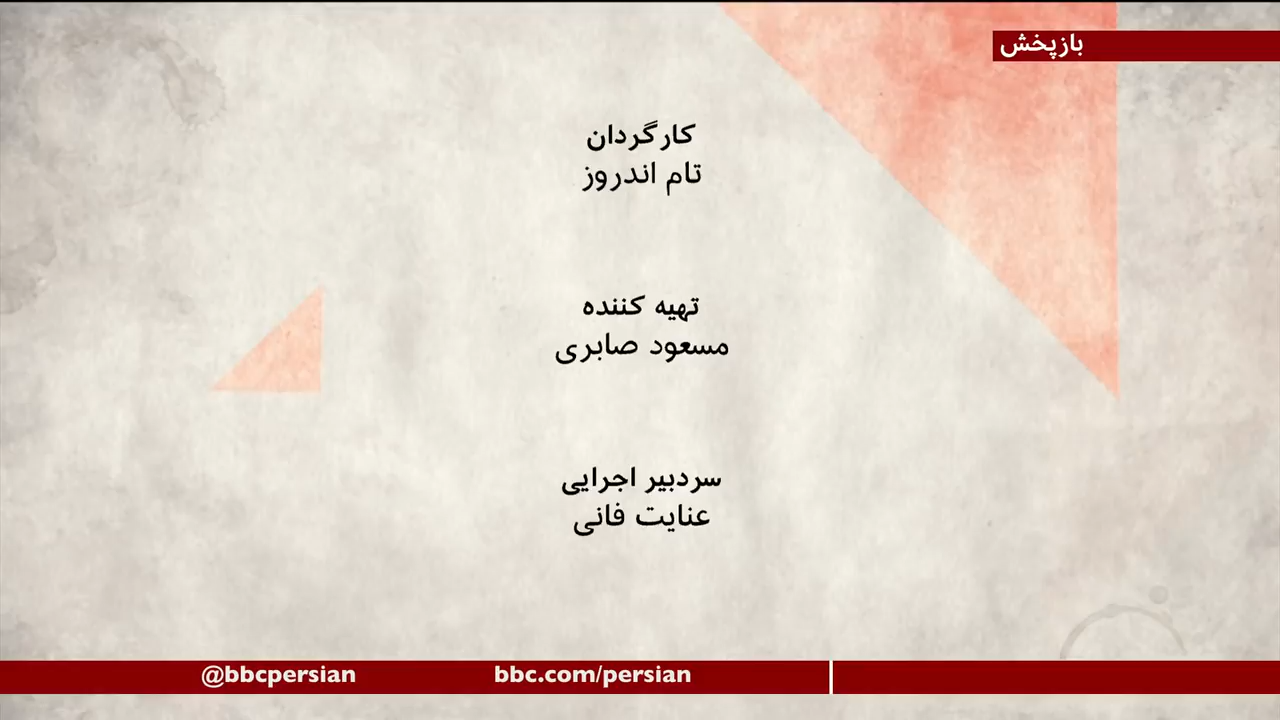 بازپخش
کارگردان
تام اندروز
تهیه کننده
مسعود صابری
سردبیر اجرایی
عنایت فانی
@bbcpersian
bbc.com/persian